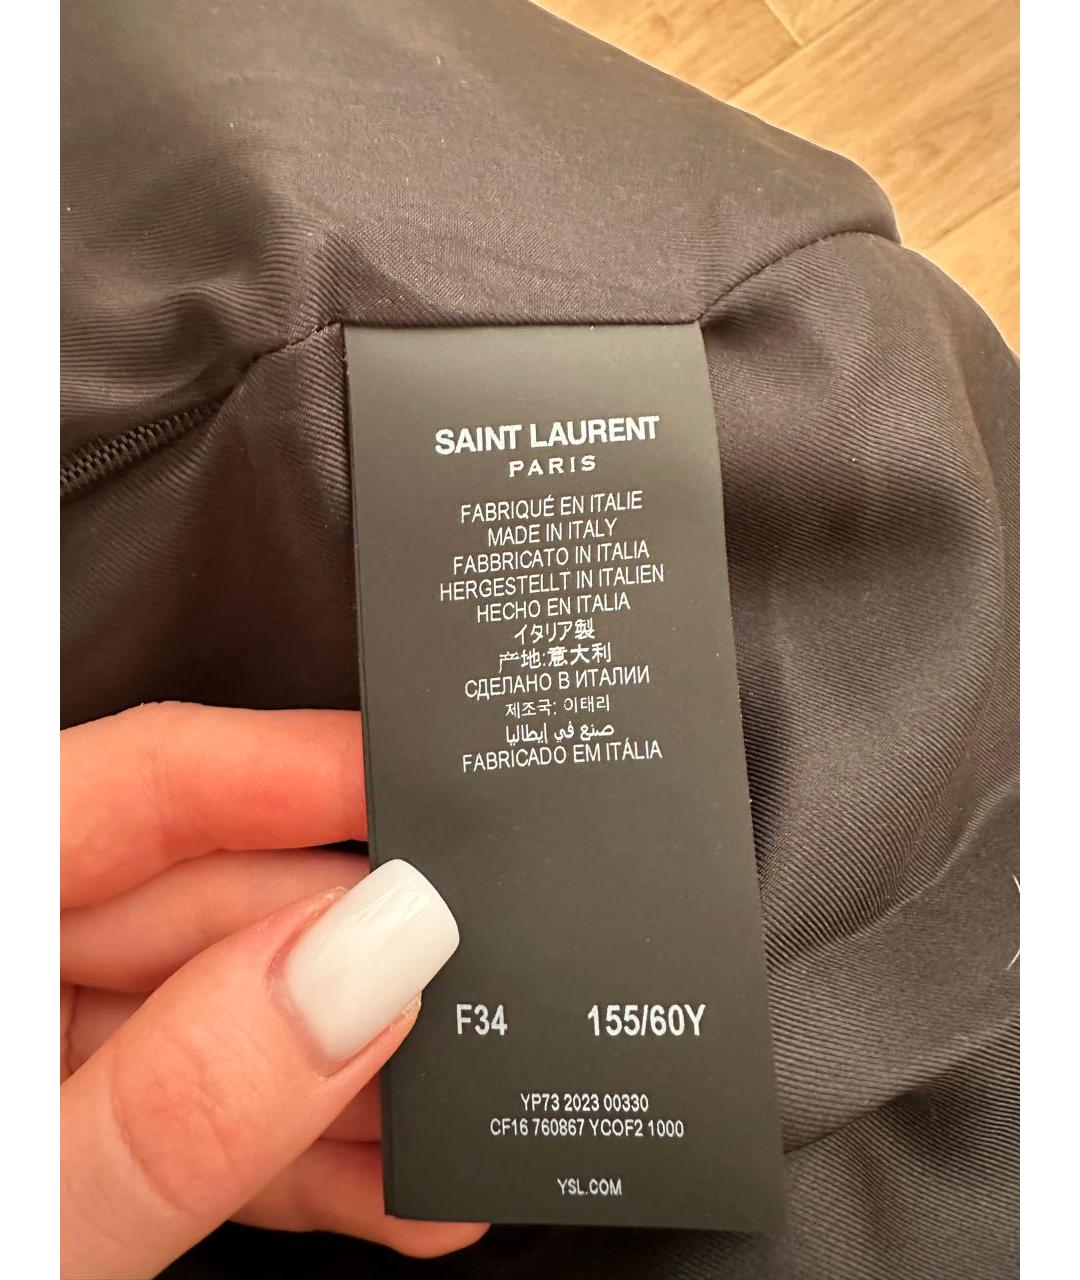 SAINT LAURENT
PARIS
FABRIQUÉ EN ITALIE
MADE IN ITALY
FABBRICATO IN ITALIA
HERGESTELLT IN ITALIEN
HECHO EN ITALIA
イタリア製
产地:意大利
СДЕЛАНО В ИТАЛИИ
제조국: 이태리
صنع في إيطاليا
FABRICADO EM ITÁLIA
F34 155/60Y
YP73 2023 00330
CF16 760867 YCOF2 1000
YSL.COM